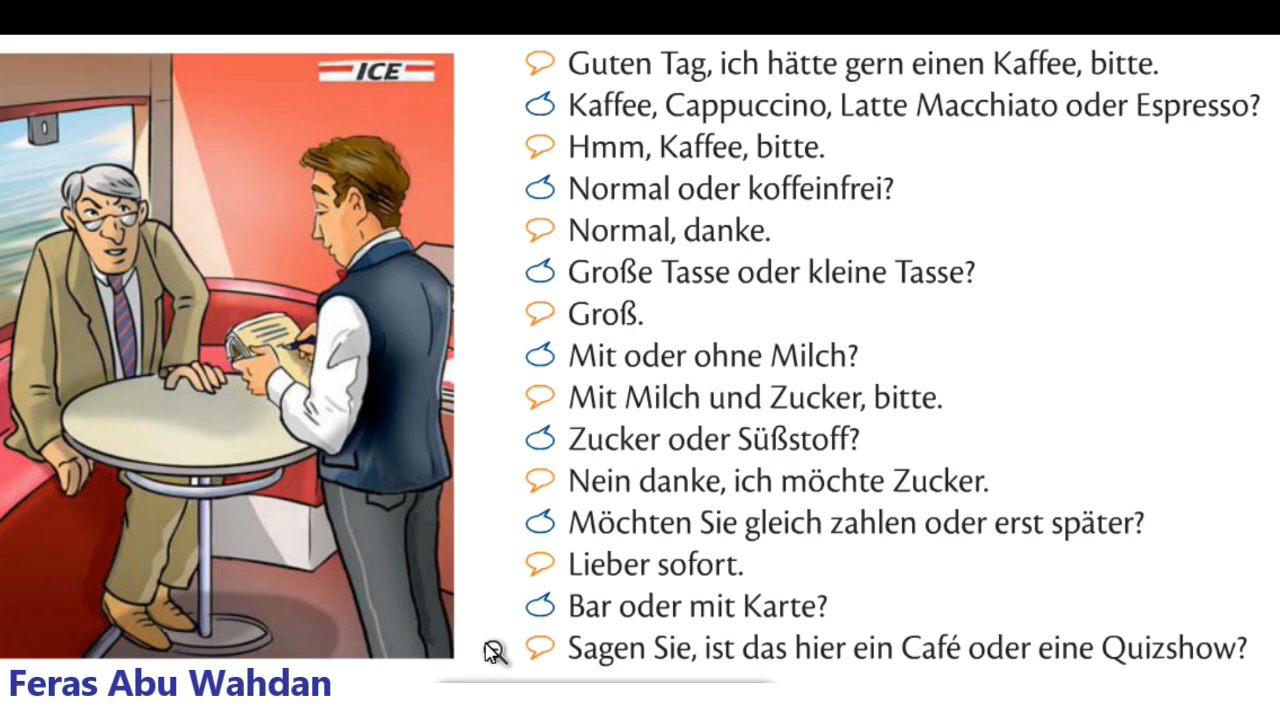 ICE
Guten Tag, ich hätte gern einen Kaffee, bitte.
Kaffee, Cappuccino, Latte Macchiato oder Espresso?
Hmm, Kaffee, bitte.
Normal oder koffeinfrei?
Normal, danke.
Große Tasse oder kleine Tasse?
Groß.
Mit oder ohne Milch?
Mit Milch und Zucker, bitte.
Zucker oder Süßstoff?
Nein danke, ich möchte Zucker.
Möchten Sie gleich zahlen oder erst später?
Lieber sofort.
Bar oder mit Karte?
Sagen Sie, ist das hier ein Café oder eine Quizshow?
Feras Abu Wahdan